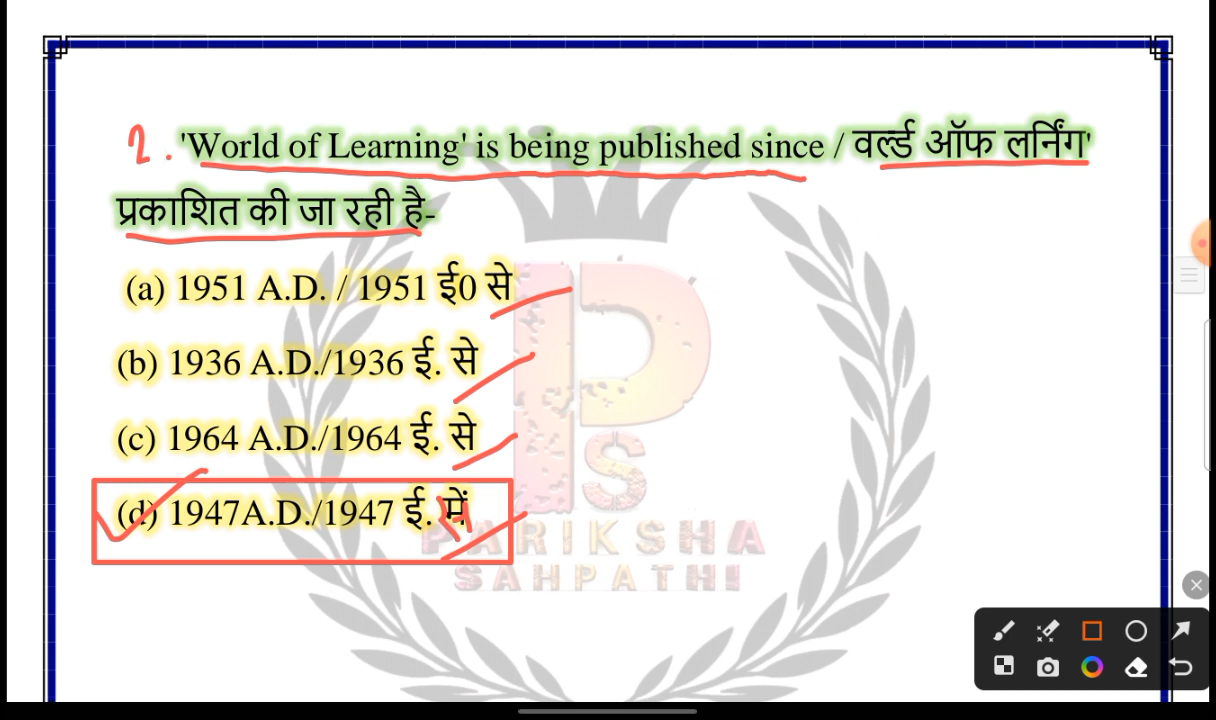 2. 'World of Learning' is being published since / वर्ल्ड ऑफ लर्निंग'
प्रकाशित की जा रही है-
(a) 1951 A.D. / 1951 ई0 से
(b) 1936 A.D./1936 ई. से
(c) 1964 A.D./1964 ई. से
(d) 1947A.D./1947 ई. में
PS
PARIKSHA
SAHPATHI